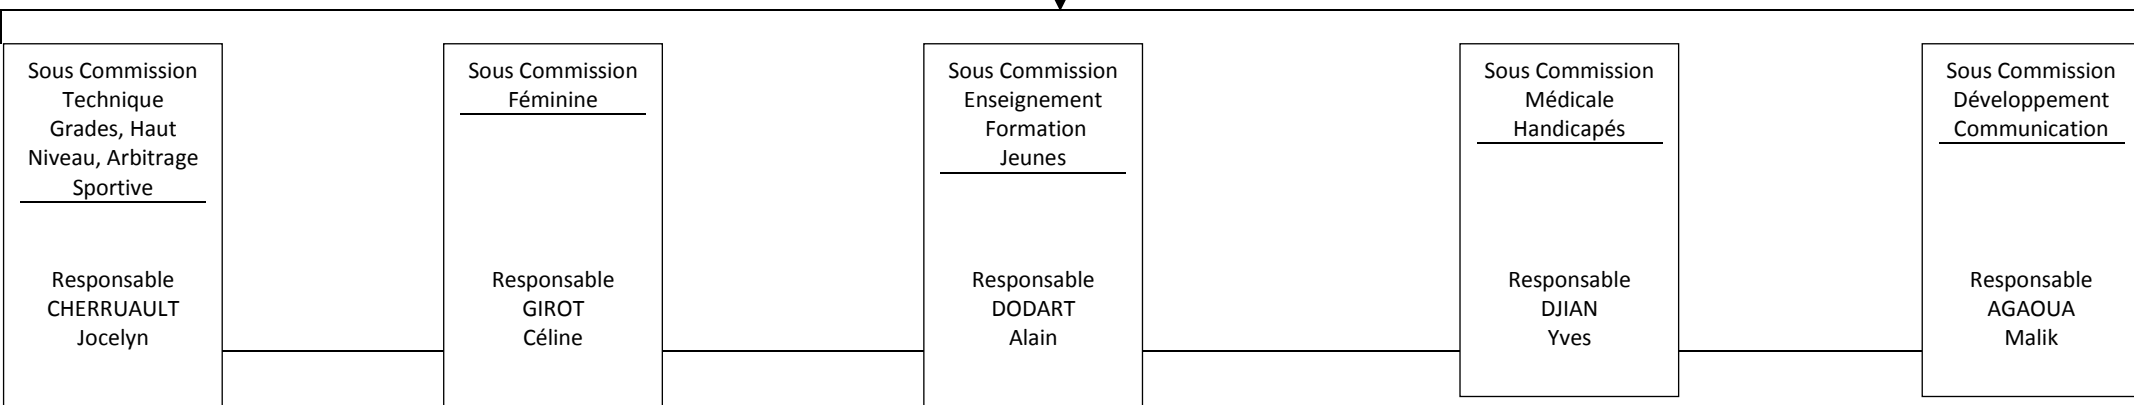 Sous Commission
Technique
Grades, Haut
Niveau, Arbitrage
Sportive
Responsable
CHERRUAULT
Jocelyn
Sous Commission
Féminine
Responsable
GIROT
Céline
Sous Commission
Enseignement
Formation
Jeunes
Responsable
DODART
Alain
Sous Commission
Médicale
Handicapés
Responsable
DJIAN
Yves
Sous Commission
Développement
Communication
Responsable
AGAOUA
Malik